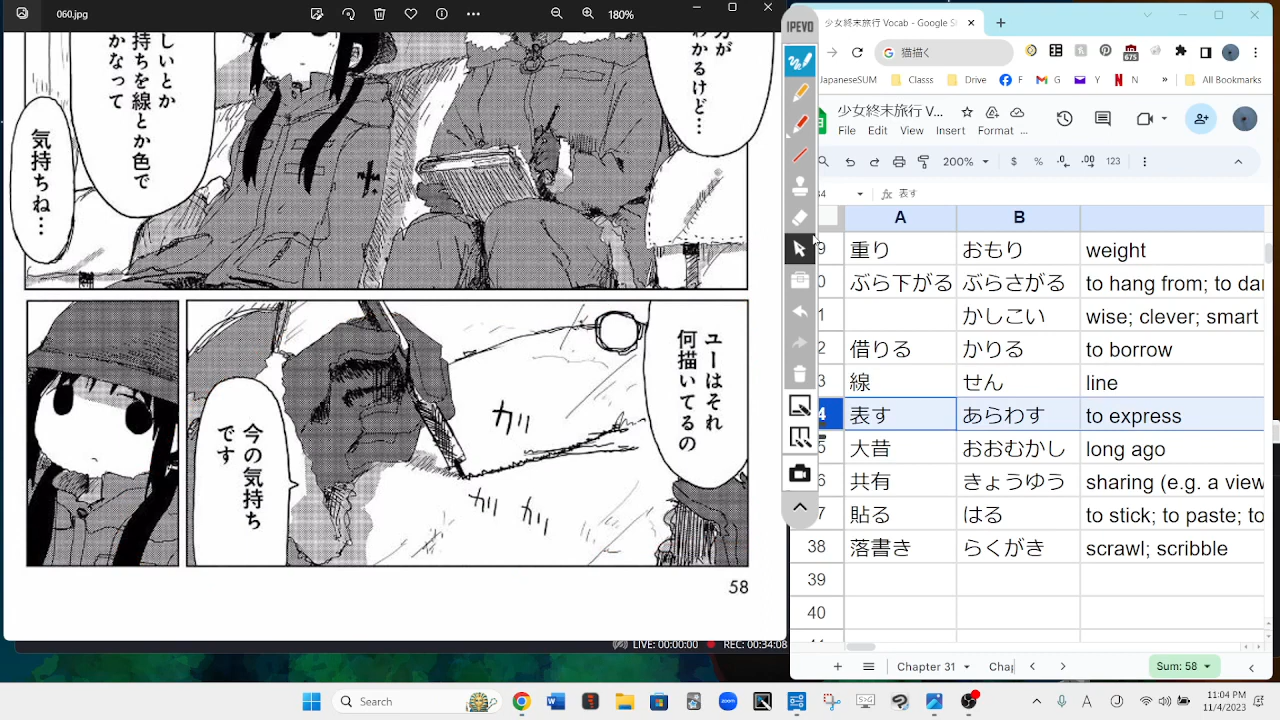 060.jpg
180%
しいとか
持ちを線とか色で
かなって
気持ちね…
わかるけど…
ユーはそれ
何描いてるの
今の気持ち
です
カリ
カリ
カリ
58
LIVE: 00:00:00
REC: 00:34:08
IPEVO
少女終末旅行 Vocab - Google S
猫描く
JapaneseSUM
Classs
Drive
F
G
Y
N
»
All Bookmarks
少女終末旅行 V...
File Edit View Insert Format ...
200%
$ % .0 .00 123
表す
A B
重り おもり weight
ぶら下がる ぶらさがる to hang from; to dan
かしこい wise; clever; smart
借りる かりる to borrow
線 せん line
表す あらわす to express
大昔 おおむかし long ago
共有 きょうゆう sharing (e.g. a view
貼る はる to stick; to paste; to
38 落書き らくがき scrawl; scribble
39
40
Chapter 31
Chap
Sum: 58
Search
11:04 PM
11/4/2023